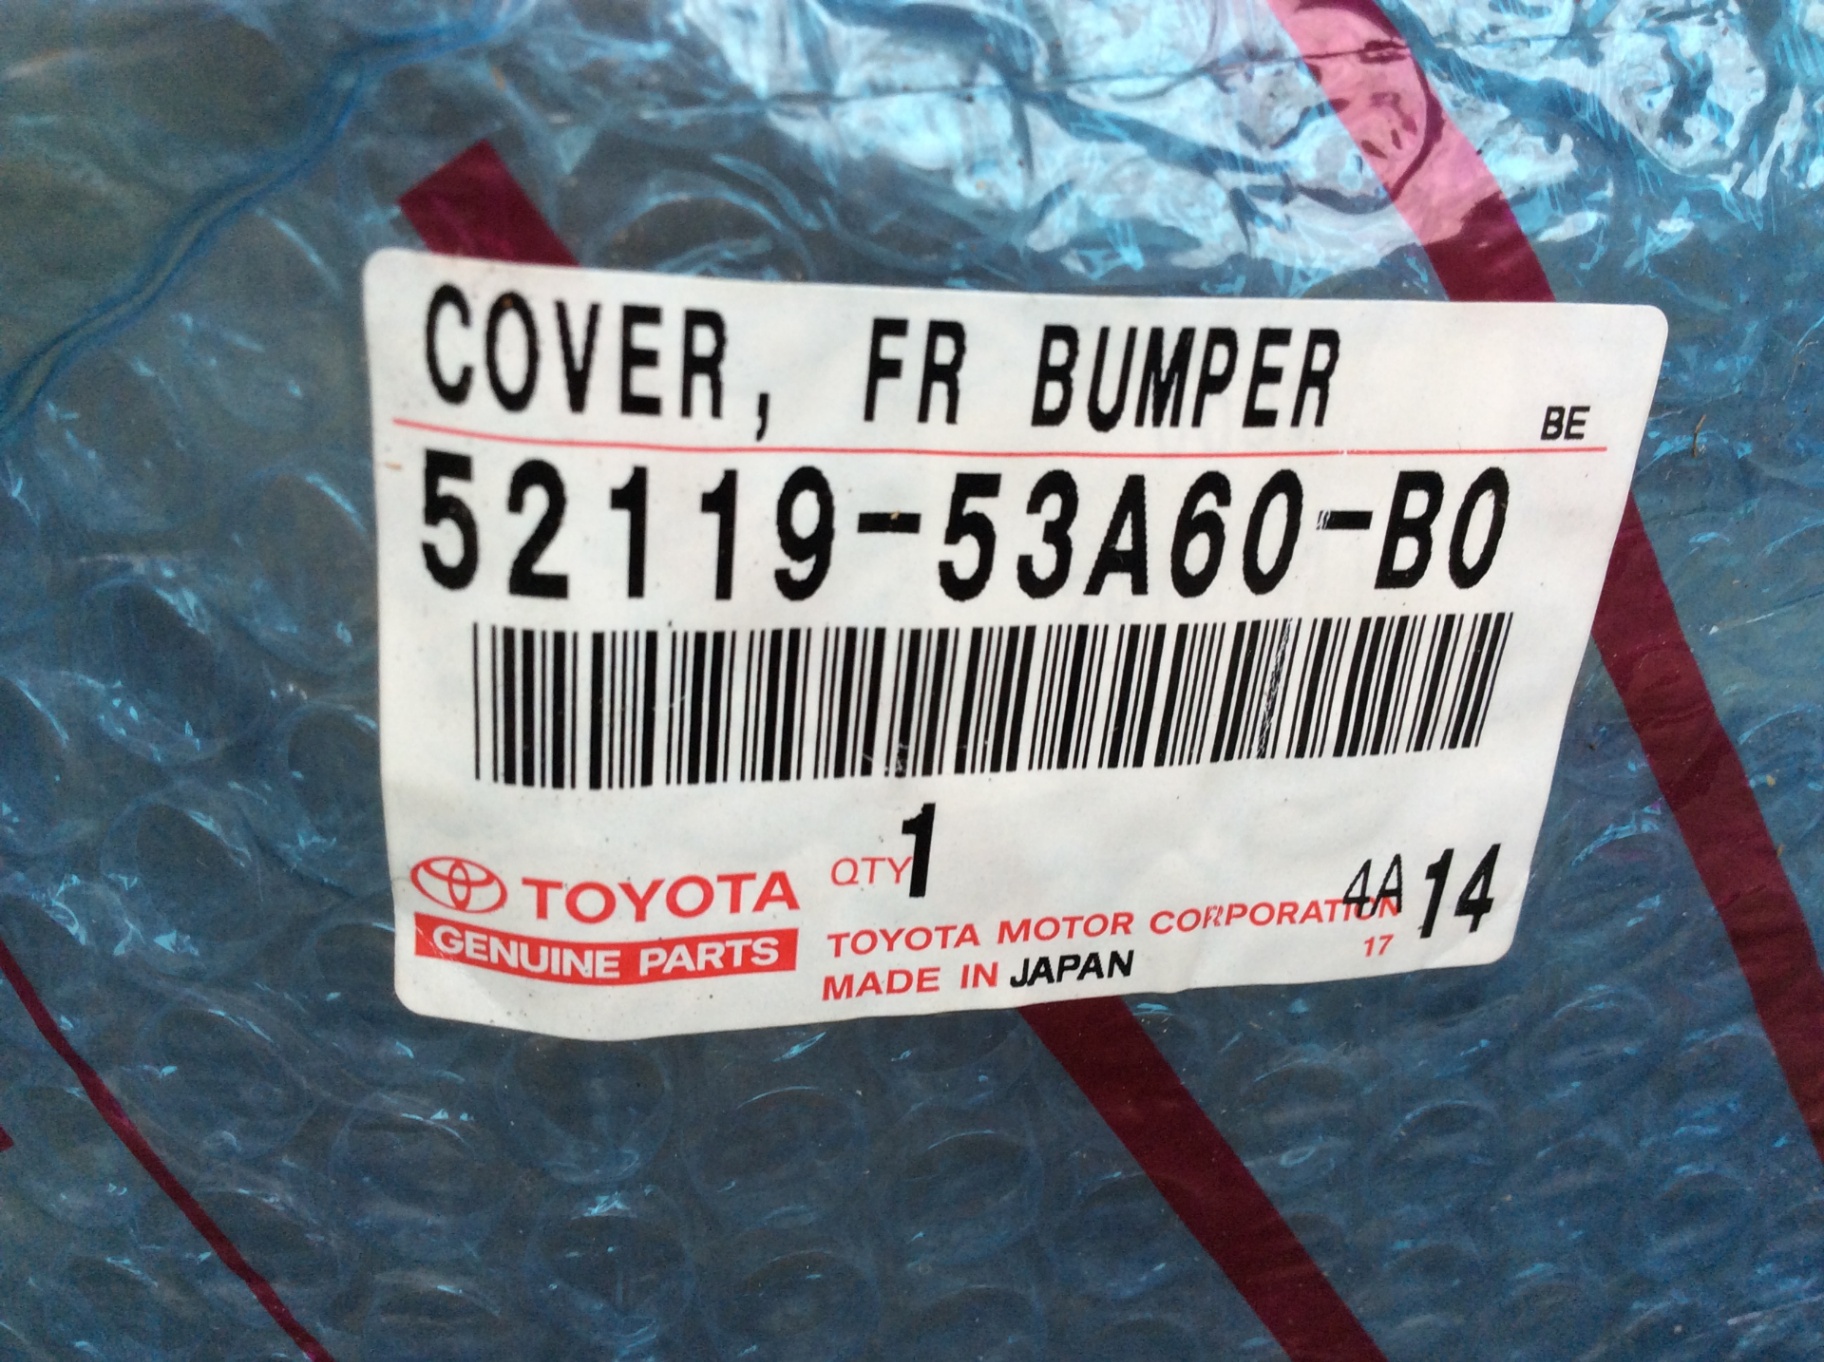 COVER, FR BUMPER
BE
52119-53A60-B0
QTY 1
TOYOTA
GENUINE PARTS
TOYOTA MOTOR CORPORATION
4A 14
17
MADE IN JAPAN